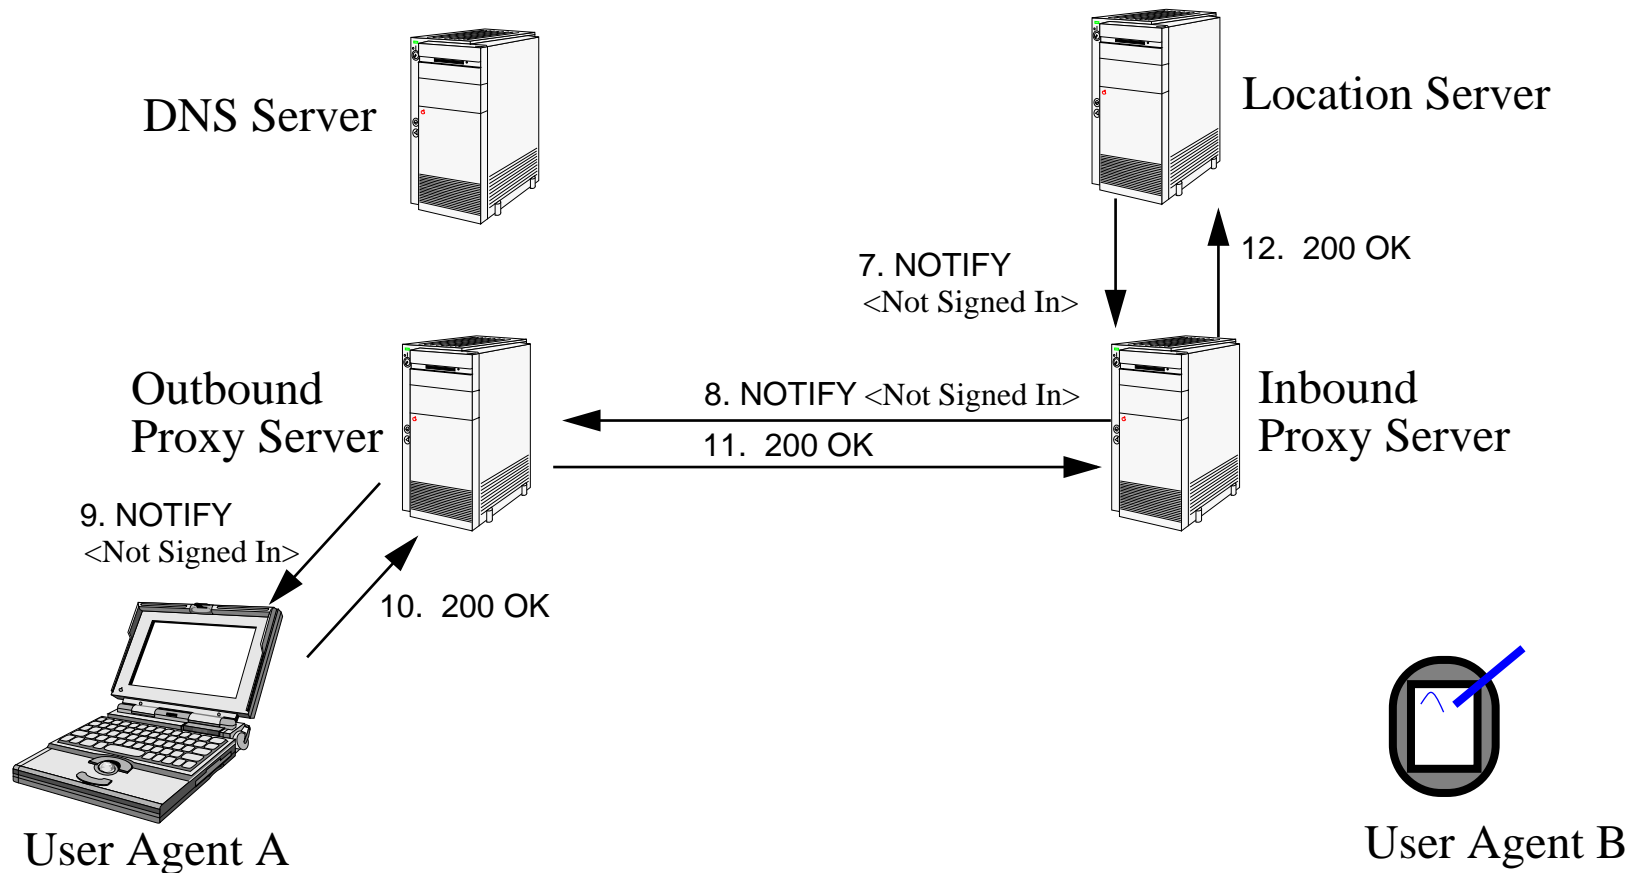 DNS Server
Location Server
7. NOTIFY
<Not Signed In>
12.  200 OK
Outbound
Proxy Server
8. NOTIFY <Not Signed In>
11.  200 OK
Inbound
Proxy Server
9. NOTIFY
<Not Signed In>
10.  200 OK
User Agent A
User Agent B